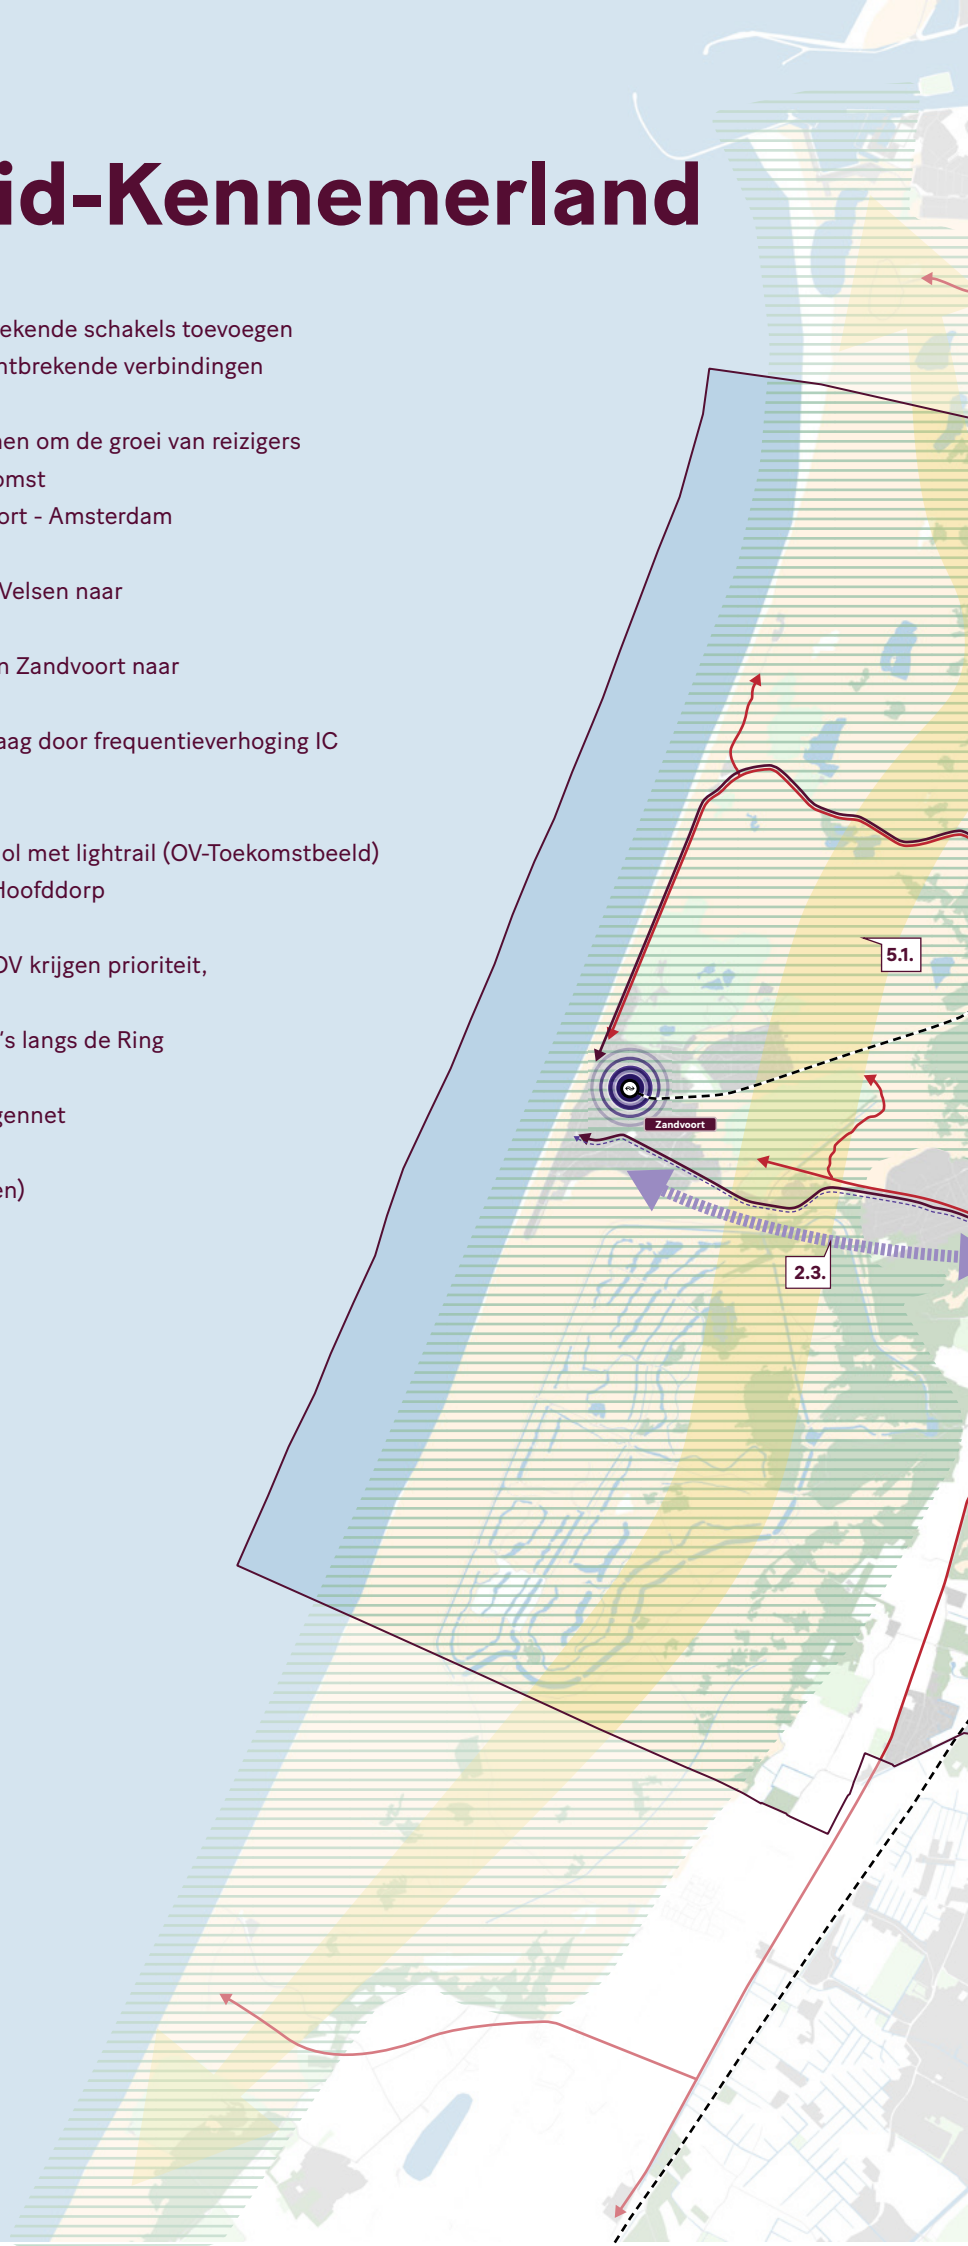 id-Kennemerland
ekende schakels toevoegen
ntbrekende verbindingen
nen om de groei van reizigers
omst
ort - Amsterdam
Velsen naar
n Zandvoort naar
aag door frequentieverhoging IC
ol met lightrail (OV-Toekomstbeeld)
Hoofddorp
OV krijgen prioriteit,
's langs de Ring
gennet
en)
5.1.
Zandvoort
2.3.